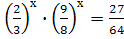 (2/3)^x · (9/8)^x = 27/64